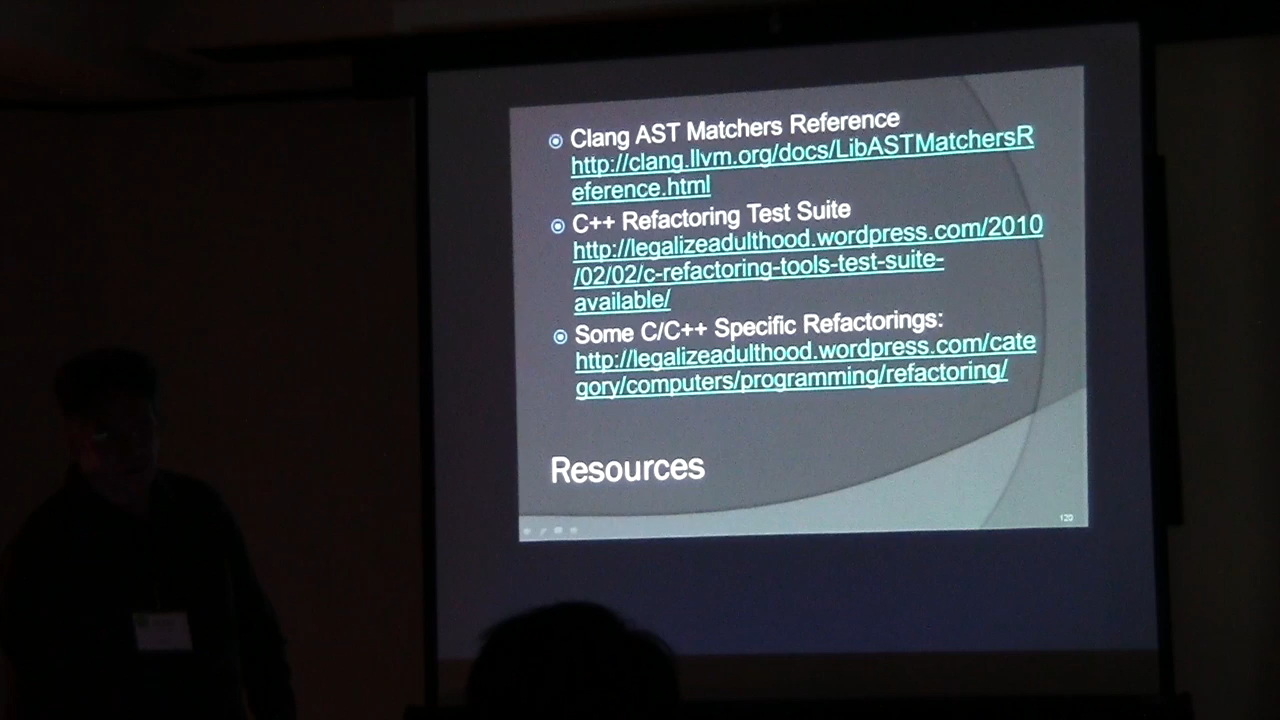 Clang AST Matchers Reference
http://clang.llvm.org/docs/LibASTMatchersR
eference.html
C++ Refactoring Test Suite
http://legalizeadulthood.wordpress.com/2010
/02/02/c-refactoring-tools-test-suite-
available/
Some C/C++ Specific Refactorings:
http://legalizeadulthood.wordpress.com/cate
gory/computers/programming/refactoring/
Resources
120